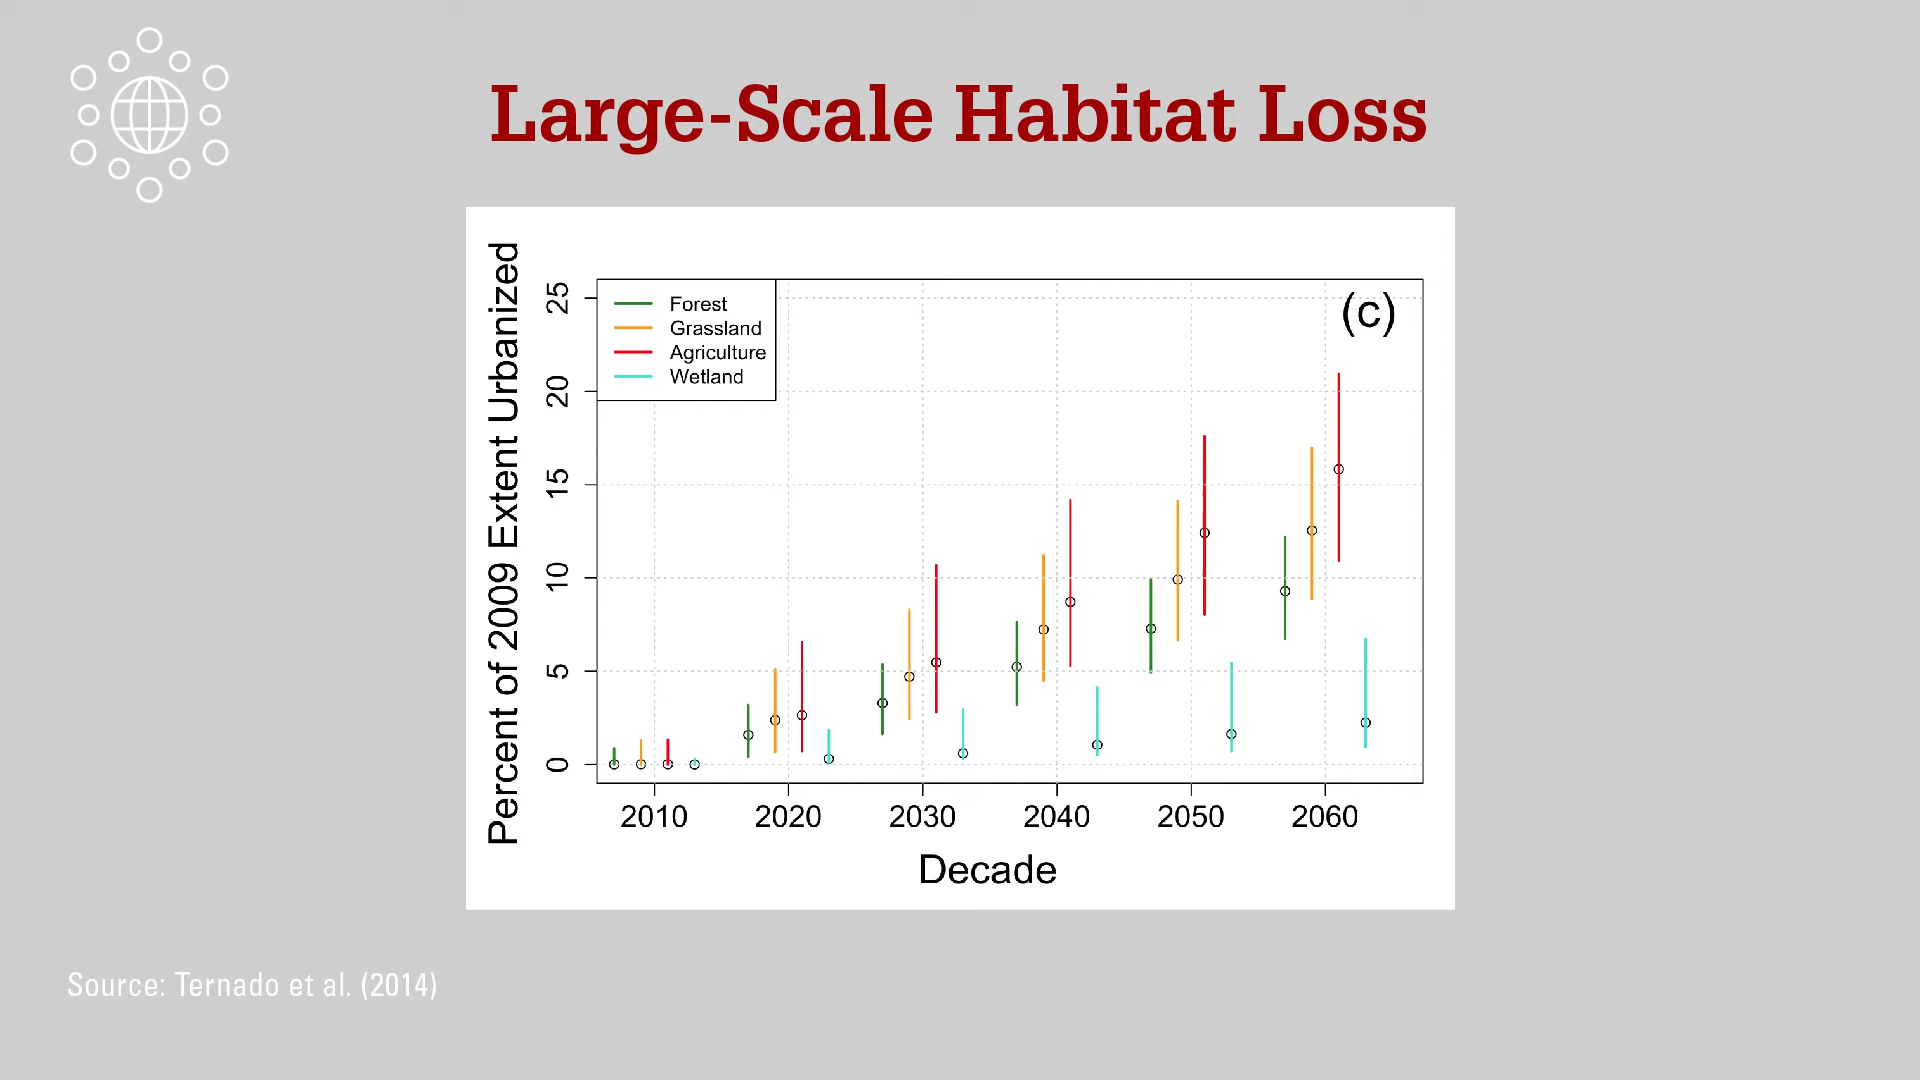 Large-Scale Habitat Loss
Percent of 2009 Extent Urbanized
25
20
15
10
5
0
Forest
Grassland
Agriculture
Wetland
(c)
2010 2020 2030 2040 2050 2060
Decade
Source: Ternado et al. (2014)